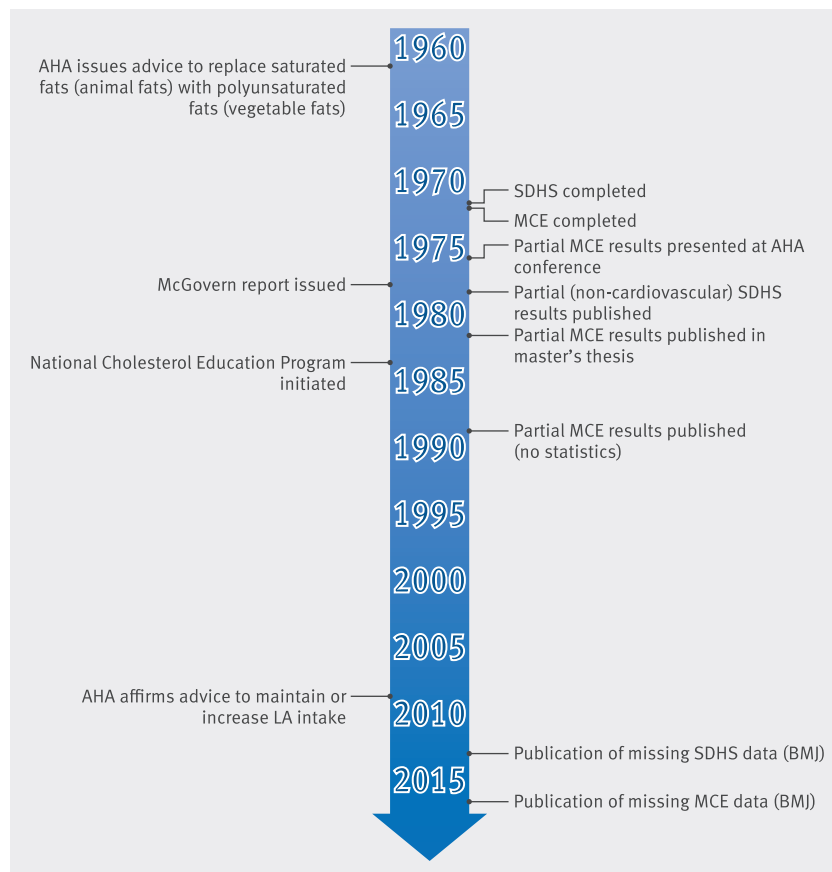 1960
AHA issues advice to replace saturated
fats (animal fats) with polyunsaturated
fats (vegetable fats)
1965
1970
SDHS completed
MCE completed
1975
Partial MCE results presented at AHA
conference
McGovern report issued
Partial (non-cardiovascular) SDHS
results published
1980
Partial MCE results published in
master's thesis
National Cholesterol Education Program
initiated
1985
Partial MCE results published
(no statistics)
1990
1995
2000
2005
AHA affirms advice to maintain or
increase LA intake
2010
Publication of missing SDHS data (BMJ)
2015
Publication of missing MCE data (BMJ)